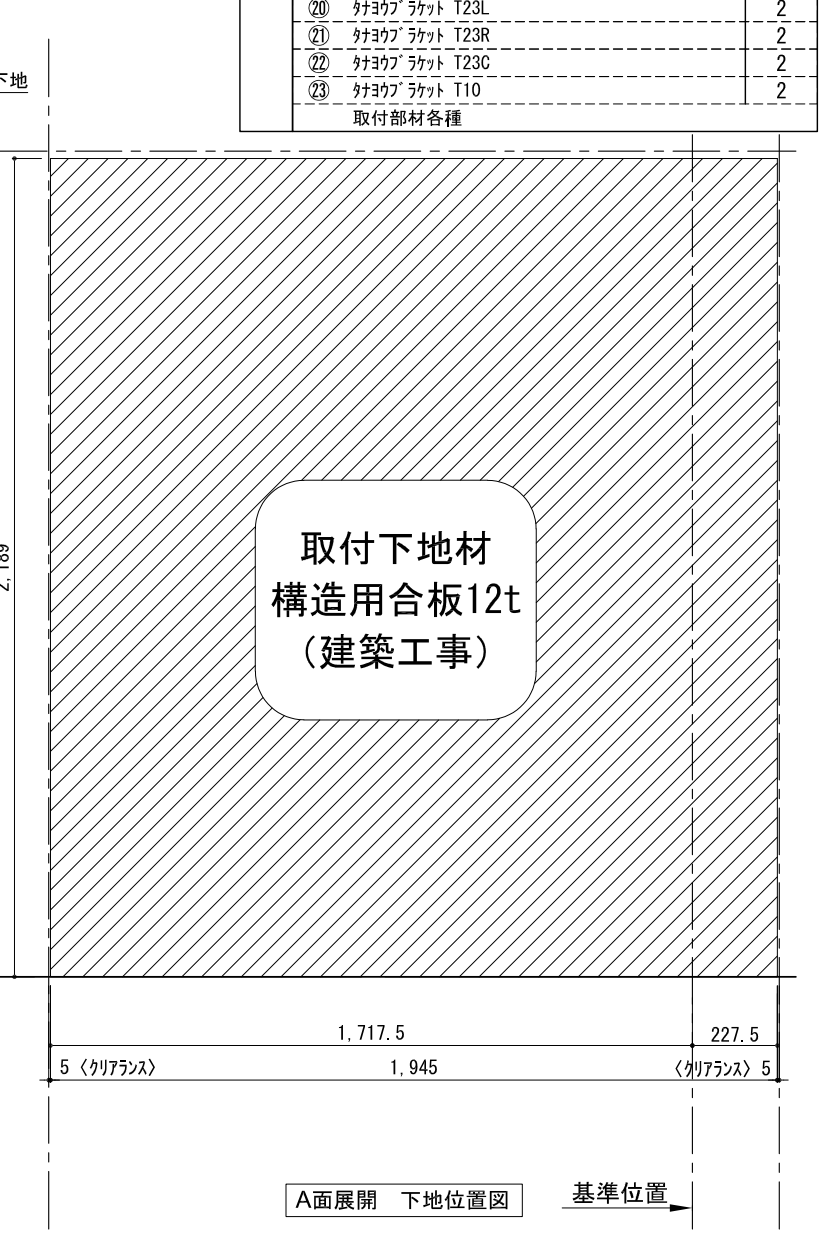 ⑳ ﾀﾅﾖｳﾌﾞﾗｹｯﾄ T23L 2
㉑ ﾀﾅﾖｳﾌﾞﾗｹｯﾄ T23R 2
㉒ ﾀﾅﾖｳﾌﾞﾗｹｯﾄ T23C 2
㉓ ﾀﾅﾖｳﾌﾞﾗｹｯﾄ T10 2
取付部材各種
下地
2,189
取付下地材
構造用合板12t
(建築工事)
1,717.5 227.5
5 〈ｸﾘｱﾗﾝｽ〉 1,945 〈ｸﾘｱﾗﾝｽ〉 5
A面展開 下地位置図
基準位置